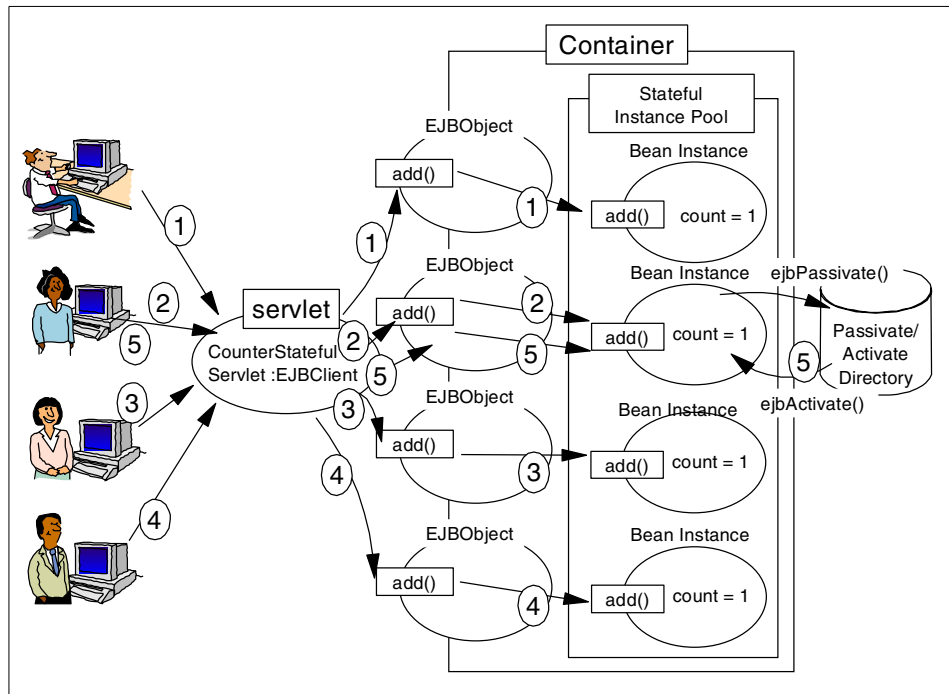 Container
Stateful
Instance Pool
EJBObject
add()
1
Bean Instance
add()
count = 1
1
1
EJBObject
add()
2
5
Bean Instance
add()
count = 1
ejbPassivate()
Passivate/
Activate
Directory
5
ejbActivate()
2
5
servlet
CounterStateful
Servlet :EJBClient
2
5
3
3
EJBObject
add()
3
Bean Instance
add()
count = 1
4
4
EJBObject
add()
4
Bean Instance
add()
count = 1